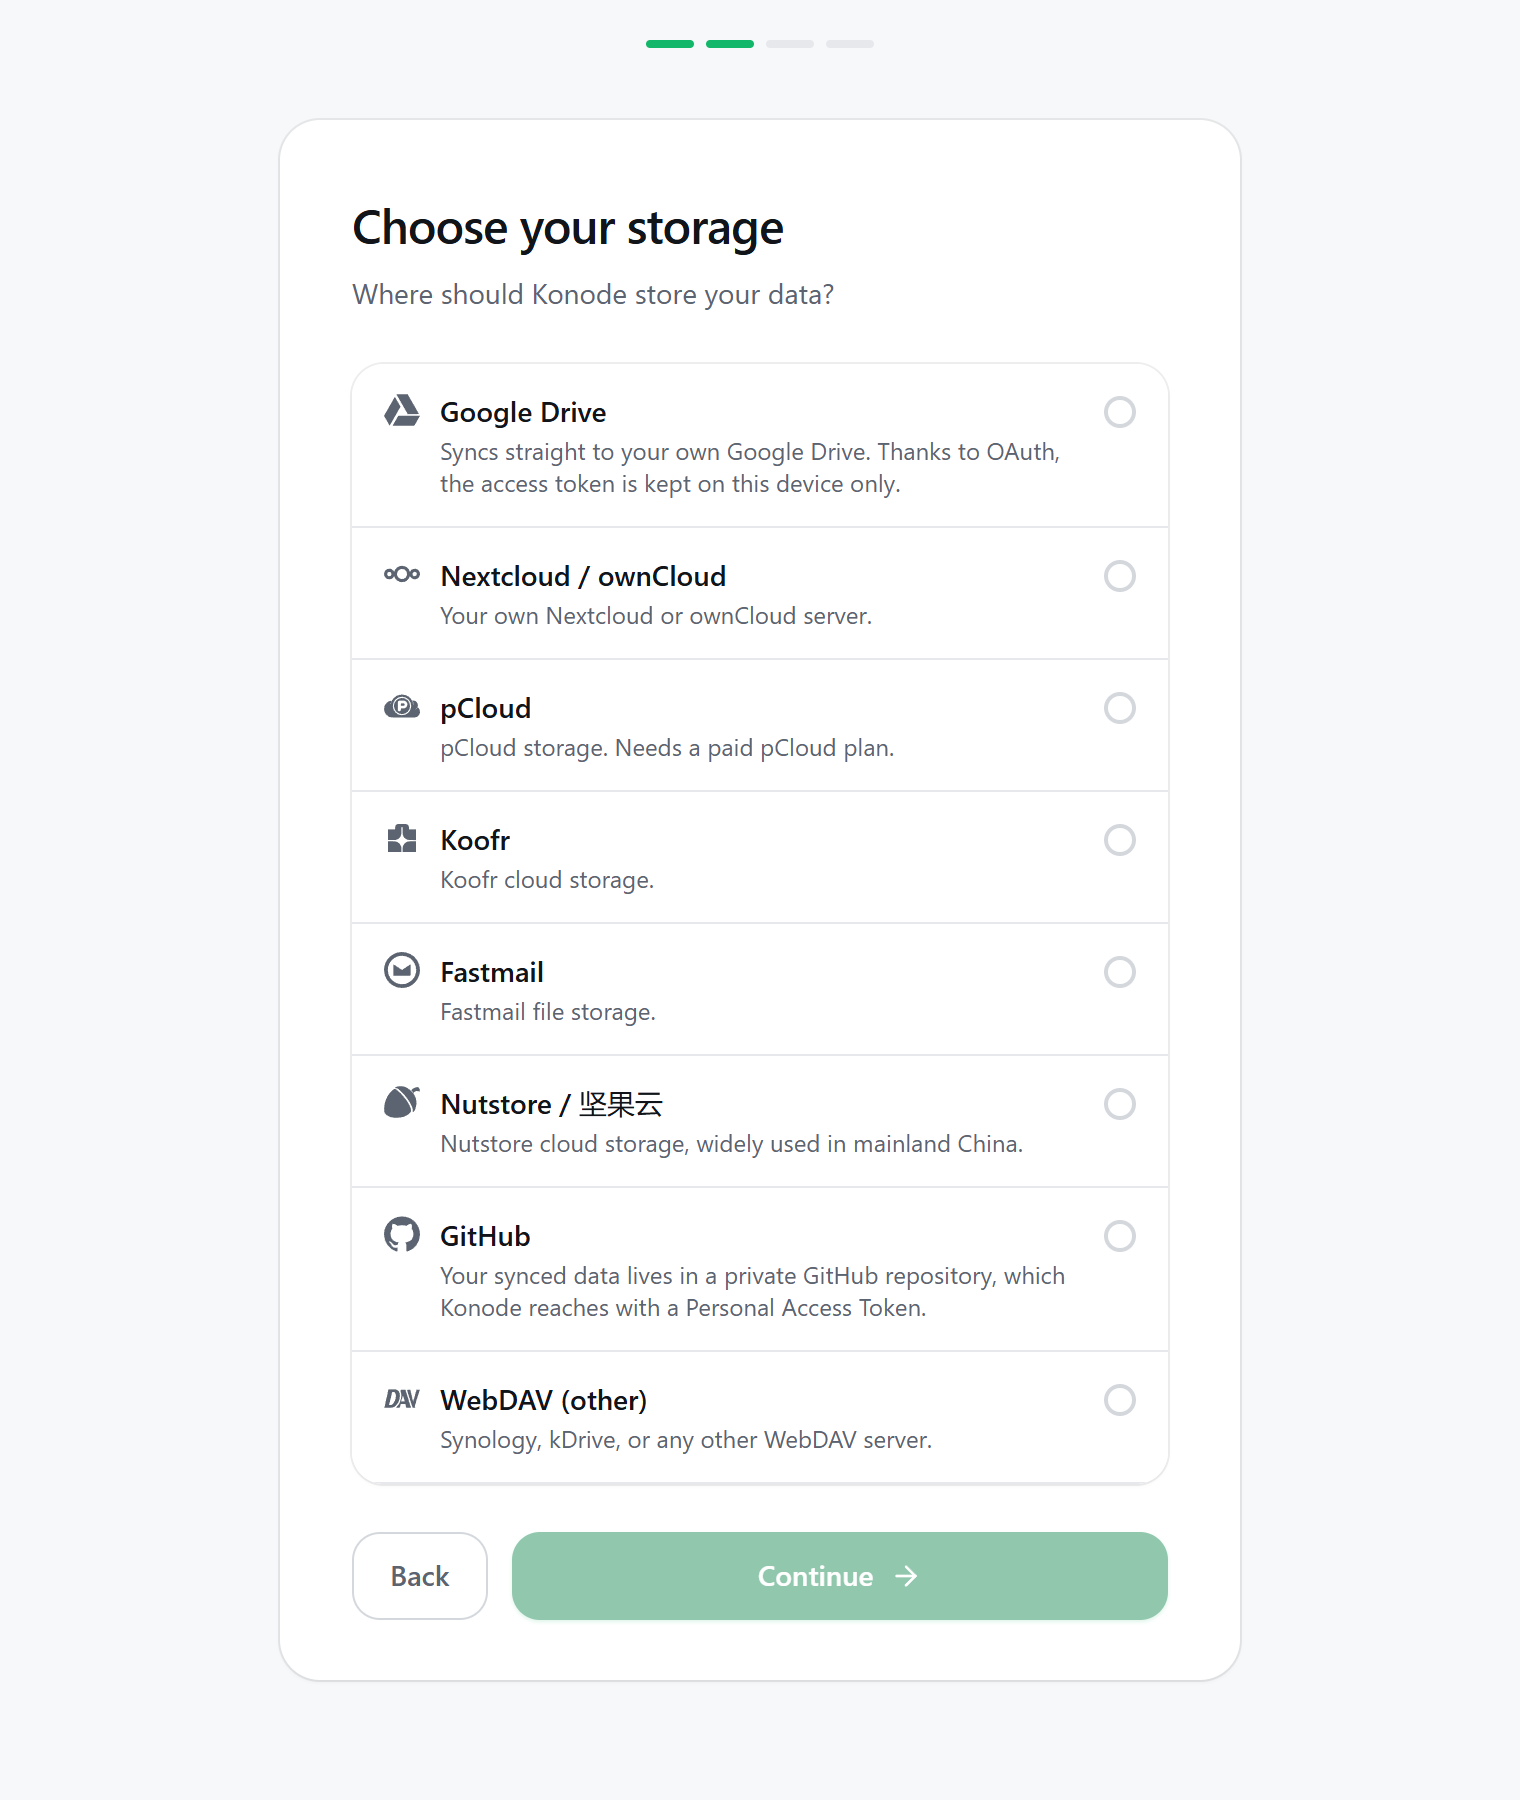 Choose your storage
Where should Konode store your data?
Google Drive
Syncs straight to your own Google Drive. Thanks to OAuth,
the access token is kept on this device only.
Nextcloud / ownCloud
Your own Nextcloud or ownCloud server.
pCloud
pCloud storage. Needs a paid pCloud plan.
Koofr
Koofr cloud storage.
Fastmail
Fastmail file storage.
Nutstore / 坚果云
Nutstore cloud storage, widely used in mainland China.
GitHub
Your synced data lives in a private GitHub repository, which
Konode reaches with a Personal Access Token.
DAV WebDAV (other)
Synology, kDrive, or any other WebDAV server.
Back Continue →